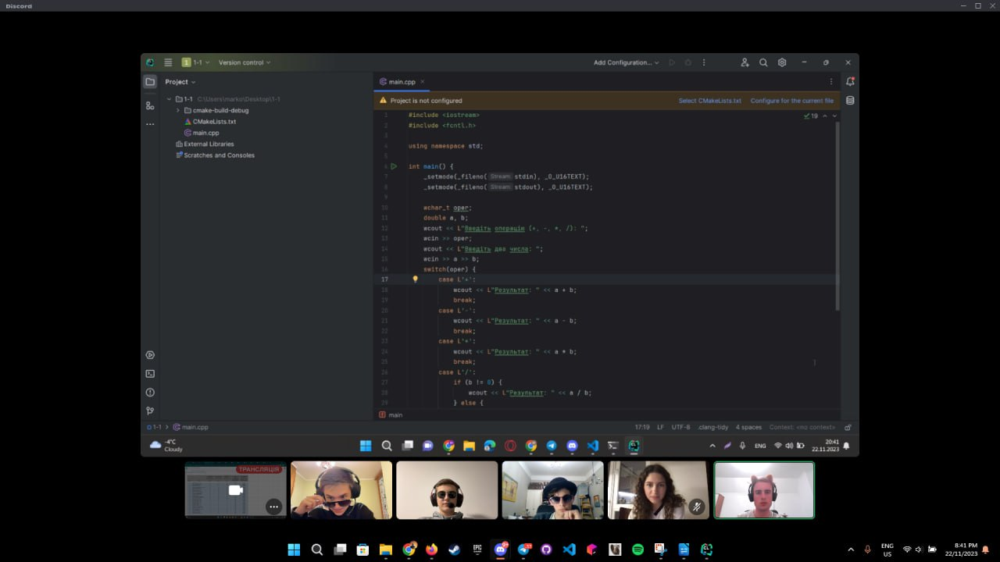 Discord
1 1-1 Version control
Add Configuration...
Project
main.cpp
1-1 C:\Users\marko\Desktop\1-1
cmake-build-debug
CMakeLists.txt
main.cpp
External Libraries
Scratches and Consoles
Project is not configured
Select CMakeLists.txt Configure for the current file
19
1 #include <iostream>
2 #include <fcntl.h>
3
4 using namespace std;
5
6 int main() {
7 _setmode(_fileno( Stream: stdin), _O_U16TEXT);
8 _setmode(_fileno( Stream: stdout), _O_U16TEXT);
9
10 wchar_t oper;
11 double a, b;
12 wcout << L"Введіть операцію (+, -, *, /): ";
13 wcin >> oper;
14 wcout << L"Введіть два числа: ";
15 wcin >> a >> b;
16 switch(oper) {
17 case L'+':
18 wcout << L"Результат: " << a + b;
19 break;
20 case L'-':
21 wcout << L"Результат: " << a - b;
22 break;
23 case L'*':
24 wcout << L"Результат: " << a * b;
25 break;
26 case L'/':
27 if (b != 0) {
28 wcout << L"Результат: " << a / b;
29 } else {
main
1-1 main.cpp
17:19 LF UTF-8 .clang-tidy 4 spaces Context: <no context>
-4°C
Cloudy
ENG
20:41
22.11.2023
ТРАНСЛЯЦІЯ
EPIC
ENG
US
8:41 PM
22/11/2023